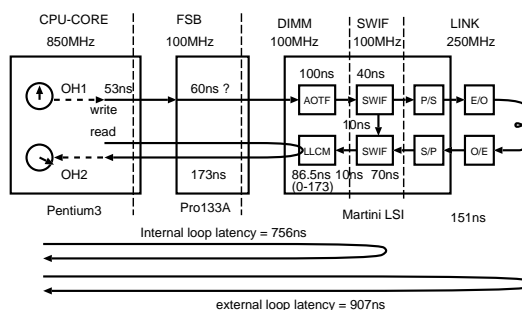 CPU-CORE FSB DIMM SWIF LINK
850MHz 100MHz 100MHz 100MHz 250MHz
100ns 40ns
OH1 53ns 60ns ? AOTF SWIF P/S E/O
write
10ns
read
LLCM SWIF S/P O/E
OH2 173ns 86.5ns 10ns 70ns
(0-173)
Pentium3 Pro133A Martini LSI 151ns
Internal loop latency = 756ns
external loop latency = 907ns